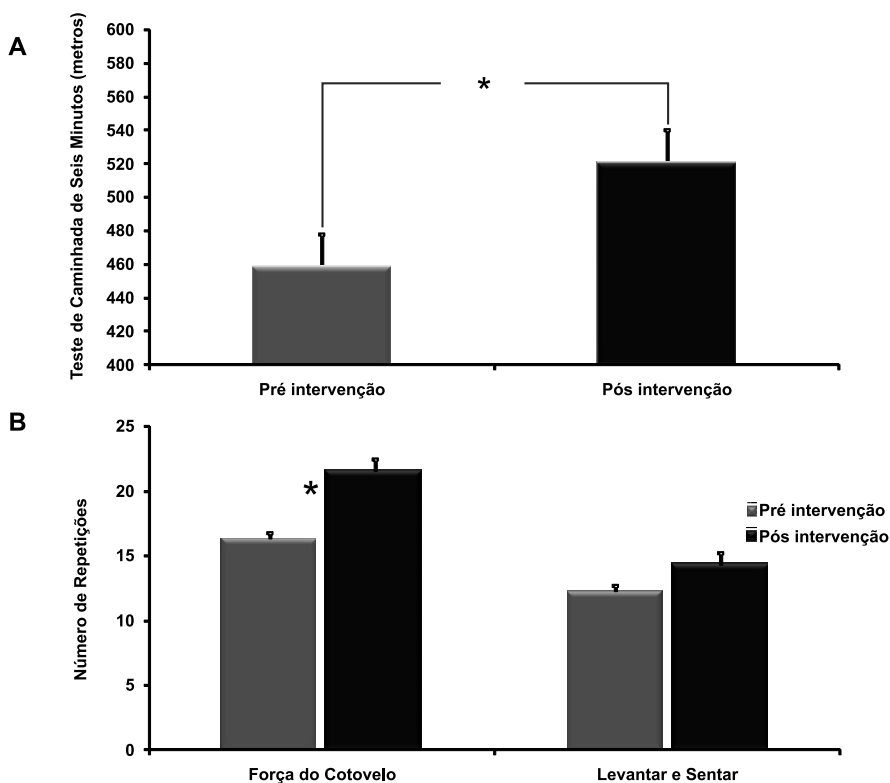 A
Teste de Caminhada de Seis Minutos (metros)
600
580
560
540
520
500
480
460
440
420
400
*
Pré intervenção
Pós intervenção
B
Número de Repetições
25
20
15
10
5
0
*
Pré intervenção
Pós intervenção
Força do Cotovelo
Levantar e Sentar